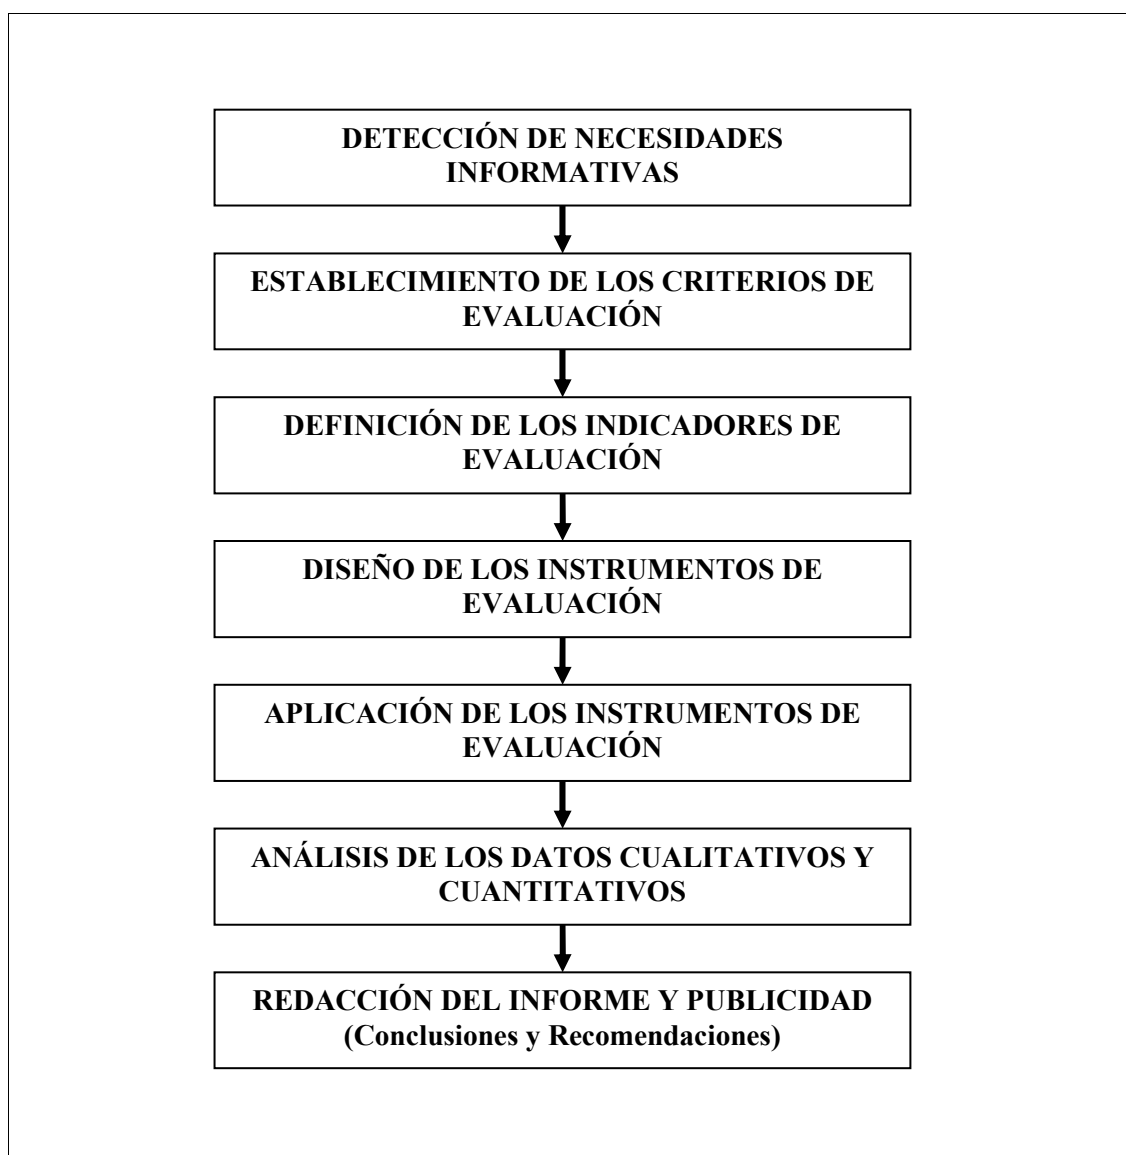 DETECCIÓN DE NECESIDADES
INFORMATIVAS
ESTABLECIMIENTO DE LOS CRITERIOS DE
EVALUACIÓN
DEFINICIÓN DE LOS INDICADORES DE
EVALUACIÓN
DISEÑO DE LOS INSTRUMENTOS DE
EVALUACIÓN
APLICACIÓN DE LOS INSTRUMENTOS DE
EVALUACIÓN
ANÁLISIS DE LOS DATOS CUALITATIVOS Y
CUANTITATIVOS
REDACCIÓN DEL INFORME Y PUBLICIDAD
(Conclusiones y Recomendaciones)